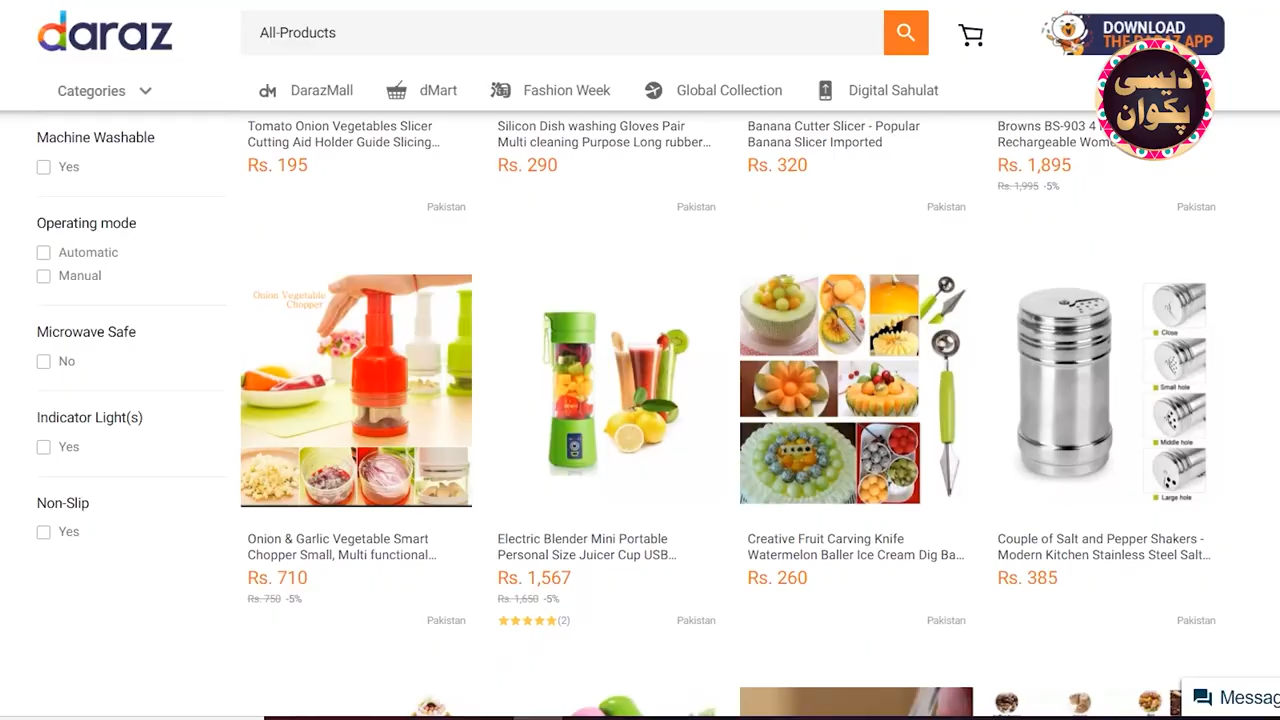 daraz
All-Products
DOWNLOAD
THE DARAZ APP
Categories
DarazMall
dMart
Fashion Week
Global Collection
Digital Sahulat
دیسی
پکوان
Machine Washable
Yes
Operating mode
Automatic
Manual
Microwave Safe
No
Indicator Light(s)
Yes
Non-Slip
Yes
Tomato Onion Vegetables Slicer
Cutting Aid Holder Guide Slicing...
Rs. 195
Pakistan
Silicon Dish washing Gloves Pair
Multi cleaning Purpose Long rubber...
Rs. 290
Pakistan
Banana Cutter Slicer - Popular
Banana Slicer Imported
Rs. 320
Pakistan
Browns BS-903 4
Rechargeable
Rs. 1,895
Rs. 1,995 -5%
Pakistan
Onion Vegetable
Chopper
Onion & Garlic Vegetable Smart
Chopper Small, Multi functional...
Rs. 710
Rs. 750 -5%
Pakistan
Electric Blender Mini Portable
Personal Size Juicer Cup USB...
Rs. 1,567
Rs. 1,650 -5%
(2)
Pakistan
Creative Fruit Carving Knife
Watermelon Baller Ice Cream Dig Ba...
Rs. 260
Pakistan
Close
Small hole
Middle hole
Large hole
Couple of Salt and Pepper Shakers -
Modern Kitchen Stainless Steel Salt...
Rs. 385
Pakistan
Messag